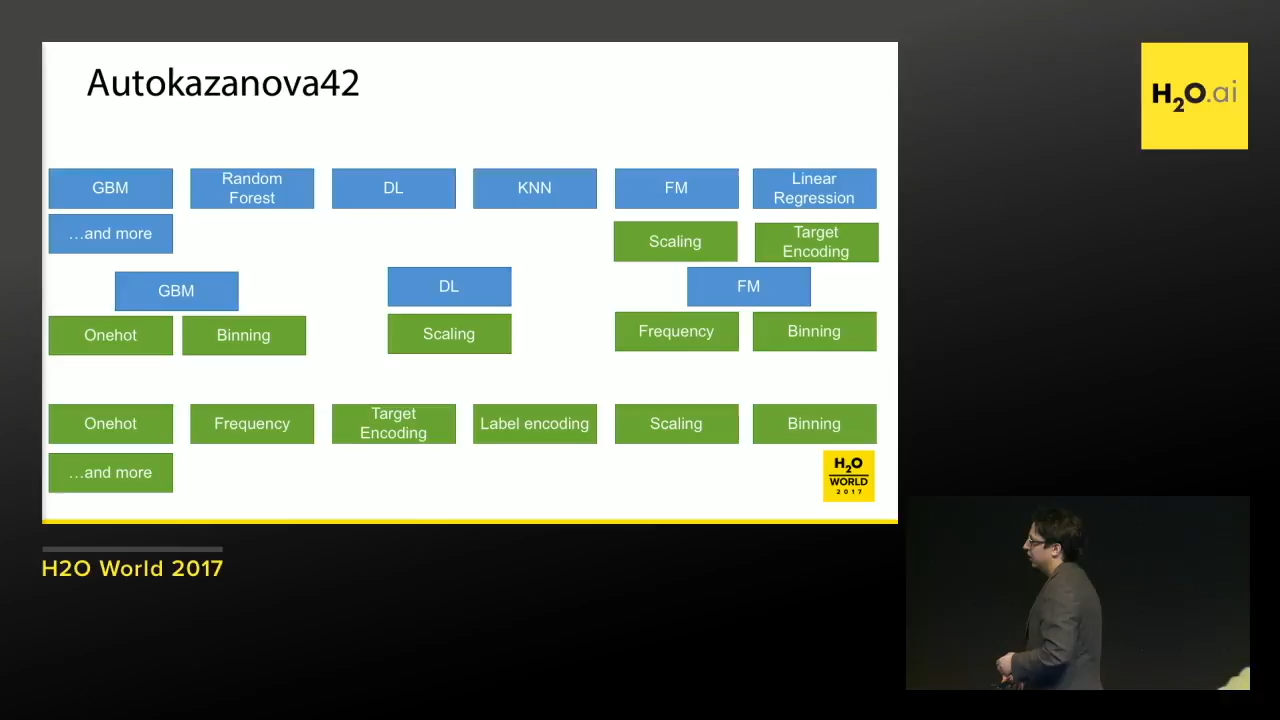 Autokazanova42
GBM
Random
Forest
DL
KNN
FM
Linear
Regression
…and more
Scaling
Target
Encoding
GBM
DL
FM
Onehot
Binning
Scaling
Frequency
Binning
Onehot
Frequency
Target
Encoding
Label encoding
Scaling
Binning
…and more
H2O
WORLD
2017
H2O.ai
H2O World 2017